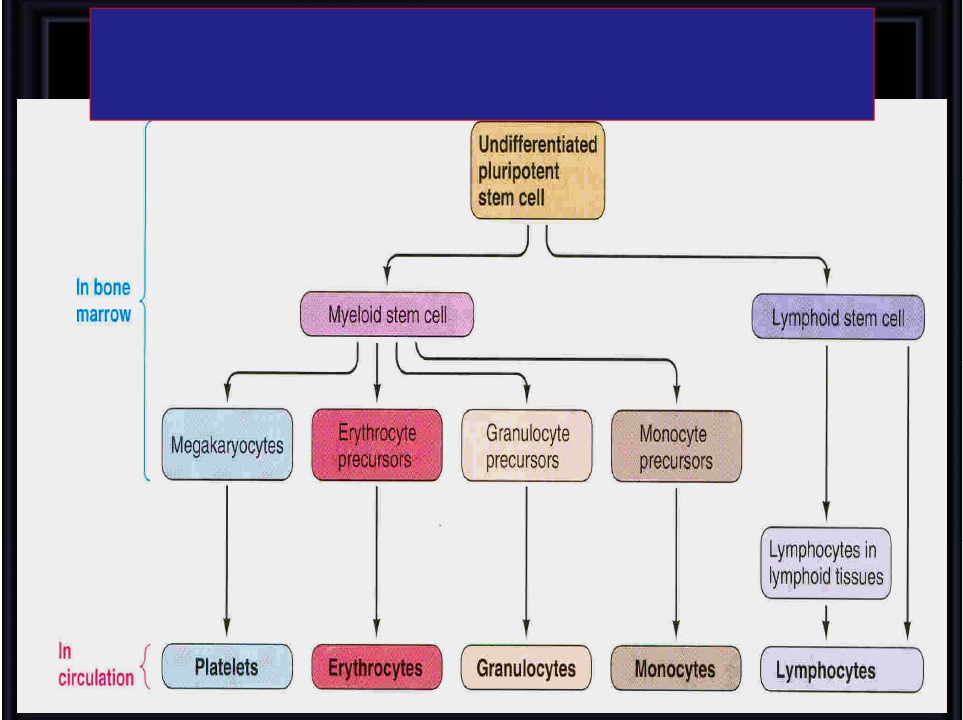 Undifferentiated
pluripotent
stem cell
In bone
marrow
Myeloid stem cell
Lymphoid stem cell
Megakaryocytes
Erythrocyte
precursors
Granulocyte
precursors
Monocyte
precursors
Lymphocytes in
lymphoid tissues
In
circulation
Platelets
Erythrocytes
Granulocytes
Monocytes
Lymphocytes